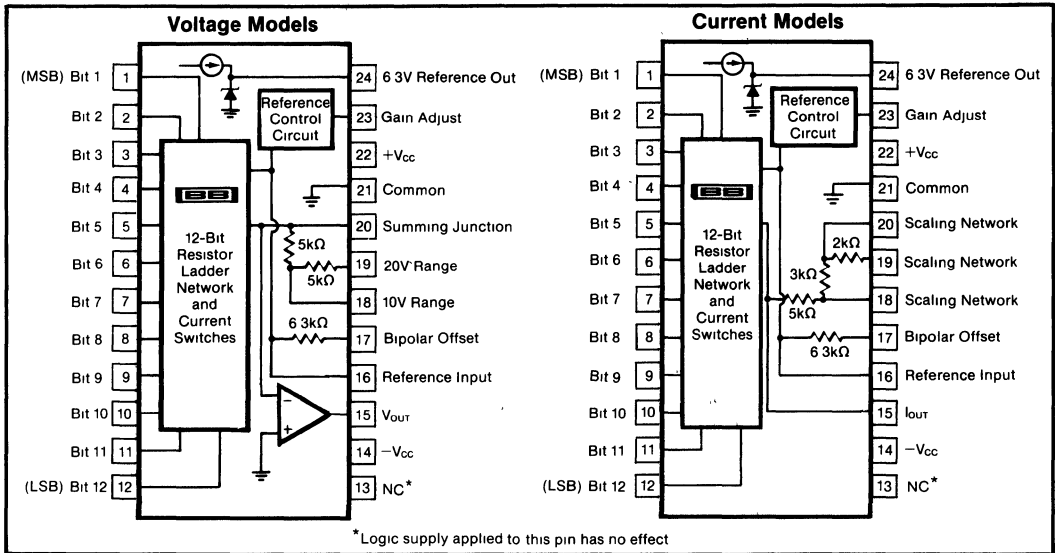 Voltage Models
(MSB) Bit 1 1
Bit 2 2
Bit 3 3
Bit 4 4
Bit 5 5
Bit 6 6
Bit 7 7
Bit 8 8
Bit 9 9
Bit 10 10
Bit 11 11
(LSB) Bit 12 12
Reference
Control
Circuit
BB
12-Bit
Resistor
Ladder
Network
and
Current
Switches
5kΩ
5kΩ
6 3kΩ
24 6 3V Reference Out
23 Gain Adjust
22 +Vcc
21 Common
20 Summing Junction
19 20V Range
18 10V Range
17 Bipolar Offset
16 Reference Input
15 VOUT
14 −Vcc
13 NC*
Current Models
(MSB) Bit 1 1
Bit 2 2
Bit 3 3
Bit 4 4
Bit 5 5
Bit 6 6
Bit 7 7
Bit 8 8
Bit 9 9
Bit 10 10
Bit 11 11
(LSB) Bit 12 12
Reference
Control
Circuit
BB
12-Bit
Resistor
Ladder
Network
and
Current
Switches
2kΩ
3kΩ
5kΩ
6 3kΩ
24 6 3V Reference Out
23 Gain Adjust
22 +Vcc
21 Common
20 Scaling Network
19 Scaling Network
18 Scaling Network
17 Bipolar Offset
16 Reference Input
15 IOUT
14 −Vcc
13 NC*
*Logic supply applied to this pin has no effect